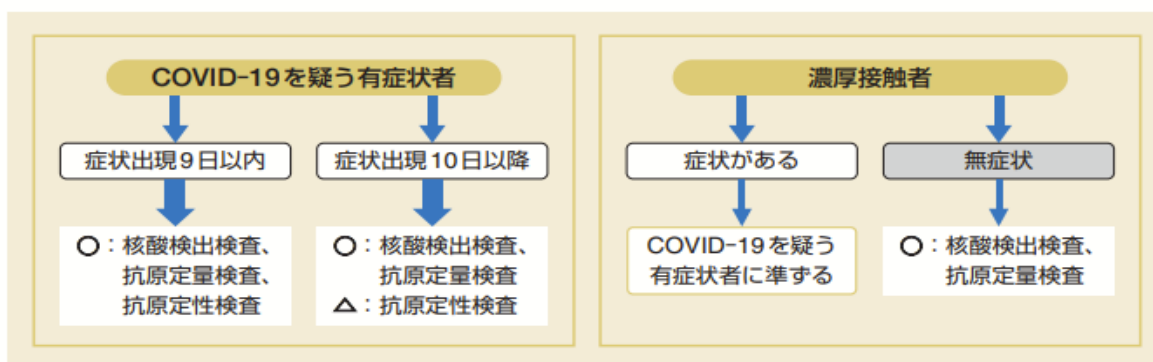 COVID-19を疑う有症状者
症状出現9日以内
症状出現10日以降
○：核酸検出検査、
抗原定量検査、
抗原定性検査
○：核酸検出検査、
抗原定量検査
△：抗原定性検査
濃厚接触者
症状がある
無症状
COVID-19を疑う
有症状者に準ずる
○：核酸検出検査、
抗原定量検査